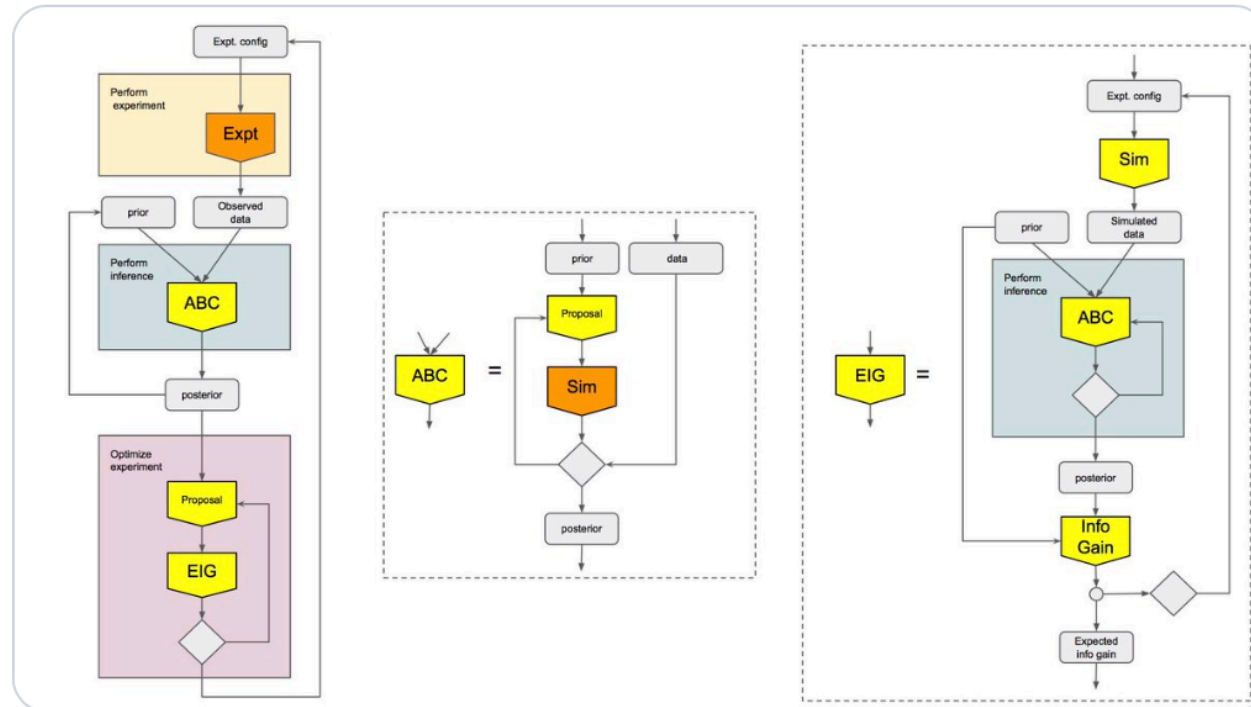 Expt. config
Perform
experiment
Expt
prior
Observed
data
Perform
inference
ABC
posterior
Optimize
experiment
Proposal
EIG
prior
data
Proposal
ABC
=
Sim
posterior
Expt. config
Sim
prior
Simulated
data
Perform
inference
ABC
EIG
=
posterior
Info
Gain
Expected
info gain